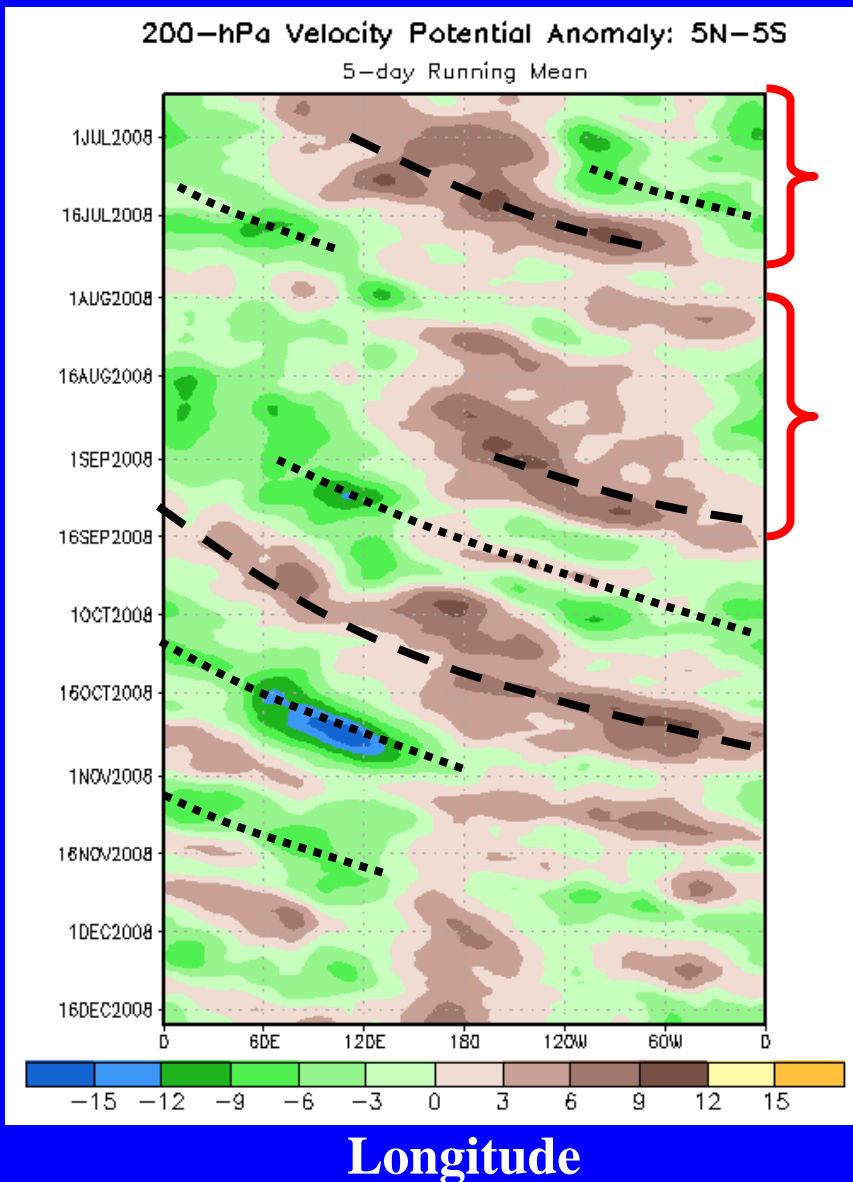 200-hPa Velocity Potential Anomaly: 5N-5S
5-day Running Mean
1JUL2008
16JUL2008
1AUG2008
16AUG2008
1SEP2008
16SEP2008
1OCT2008
16OCT2008
1NOV2008
16NOV2008
1DEC2008
16DEC2008
0 60E 120E 180 120W 60W 0
-15 -12 -9 -6 -3 0 3 6 9 12 15
Longitude